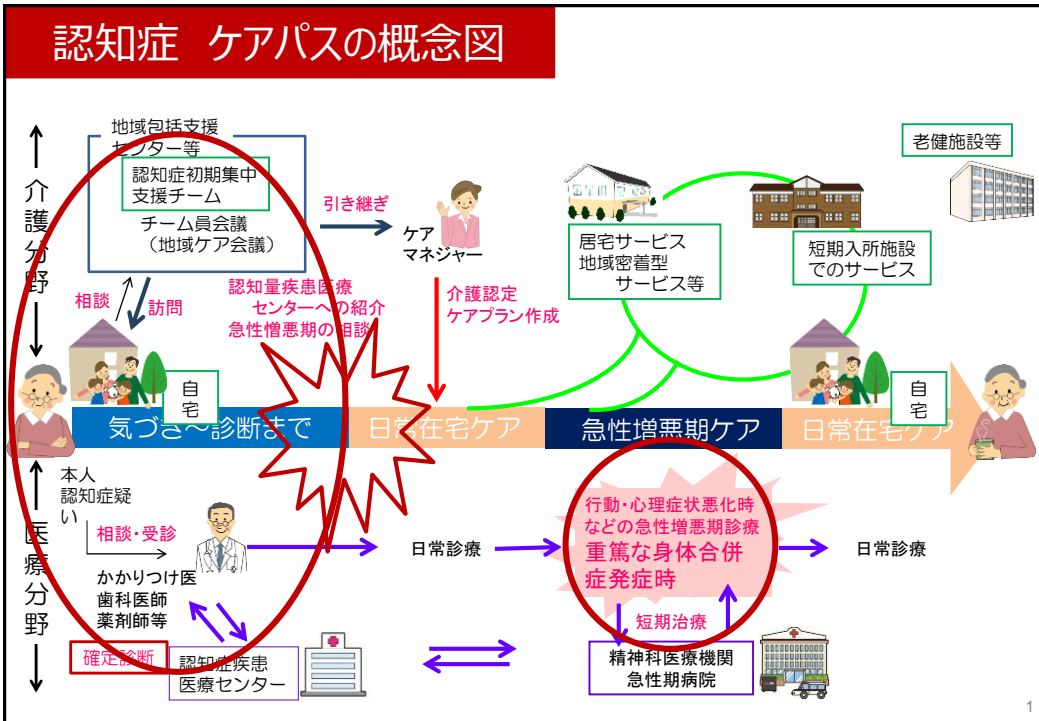 認知症 ケアパスの概念図
介護分野
地域包括支援
センター等
認知症初期集中
支援チーム
チーム員会議
（地域ケア会議）
引き継ぎ
ケア
マネジャー
相談
訪問
認知量疾患医療
センターへの紹介
急性憎悪期の相談
介護認定
ケアプラン作成
居宅サービス
地域密着型
サービス等
短期入所施設
でのサービス
老健施設等
自
宅
自
宅
気づき～診断まで
日常在宅ケア
急性増悪期ケア
日常在宅ケア
医療分野
本人
認知症疑
い
相談・受診
かかりつけ医
歯科医師
薬剤師等
確定診断
認知症疾患
医療センター
日常診療
行動・心理症状悪化時
などの急性増悪期診療
重篤な身体合併
症発症時
短期治療
精神科医療機関
急性期病院
日常診療
1